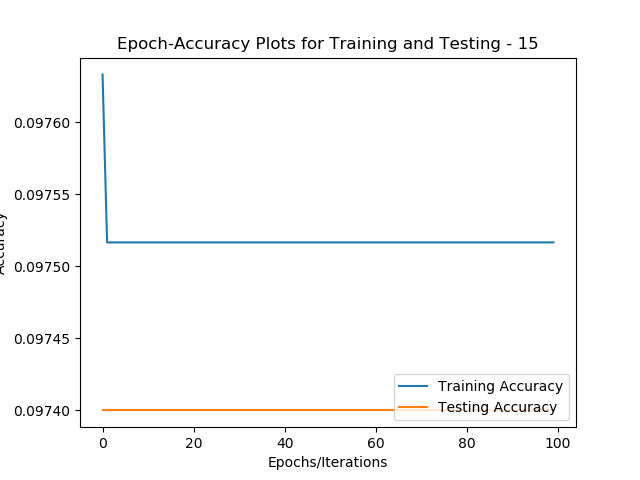 Epoch-Accuracy Plots for Training and Testing - 15
0.09760
0.09755
0.09750
0.09745
0.09740
Accuracy
Training Accuracy
Testing Accuracy
0 20 40 60 80 100
Epochs/Iterations